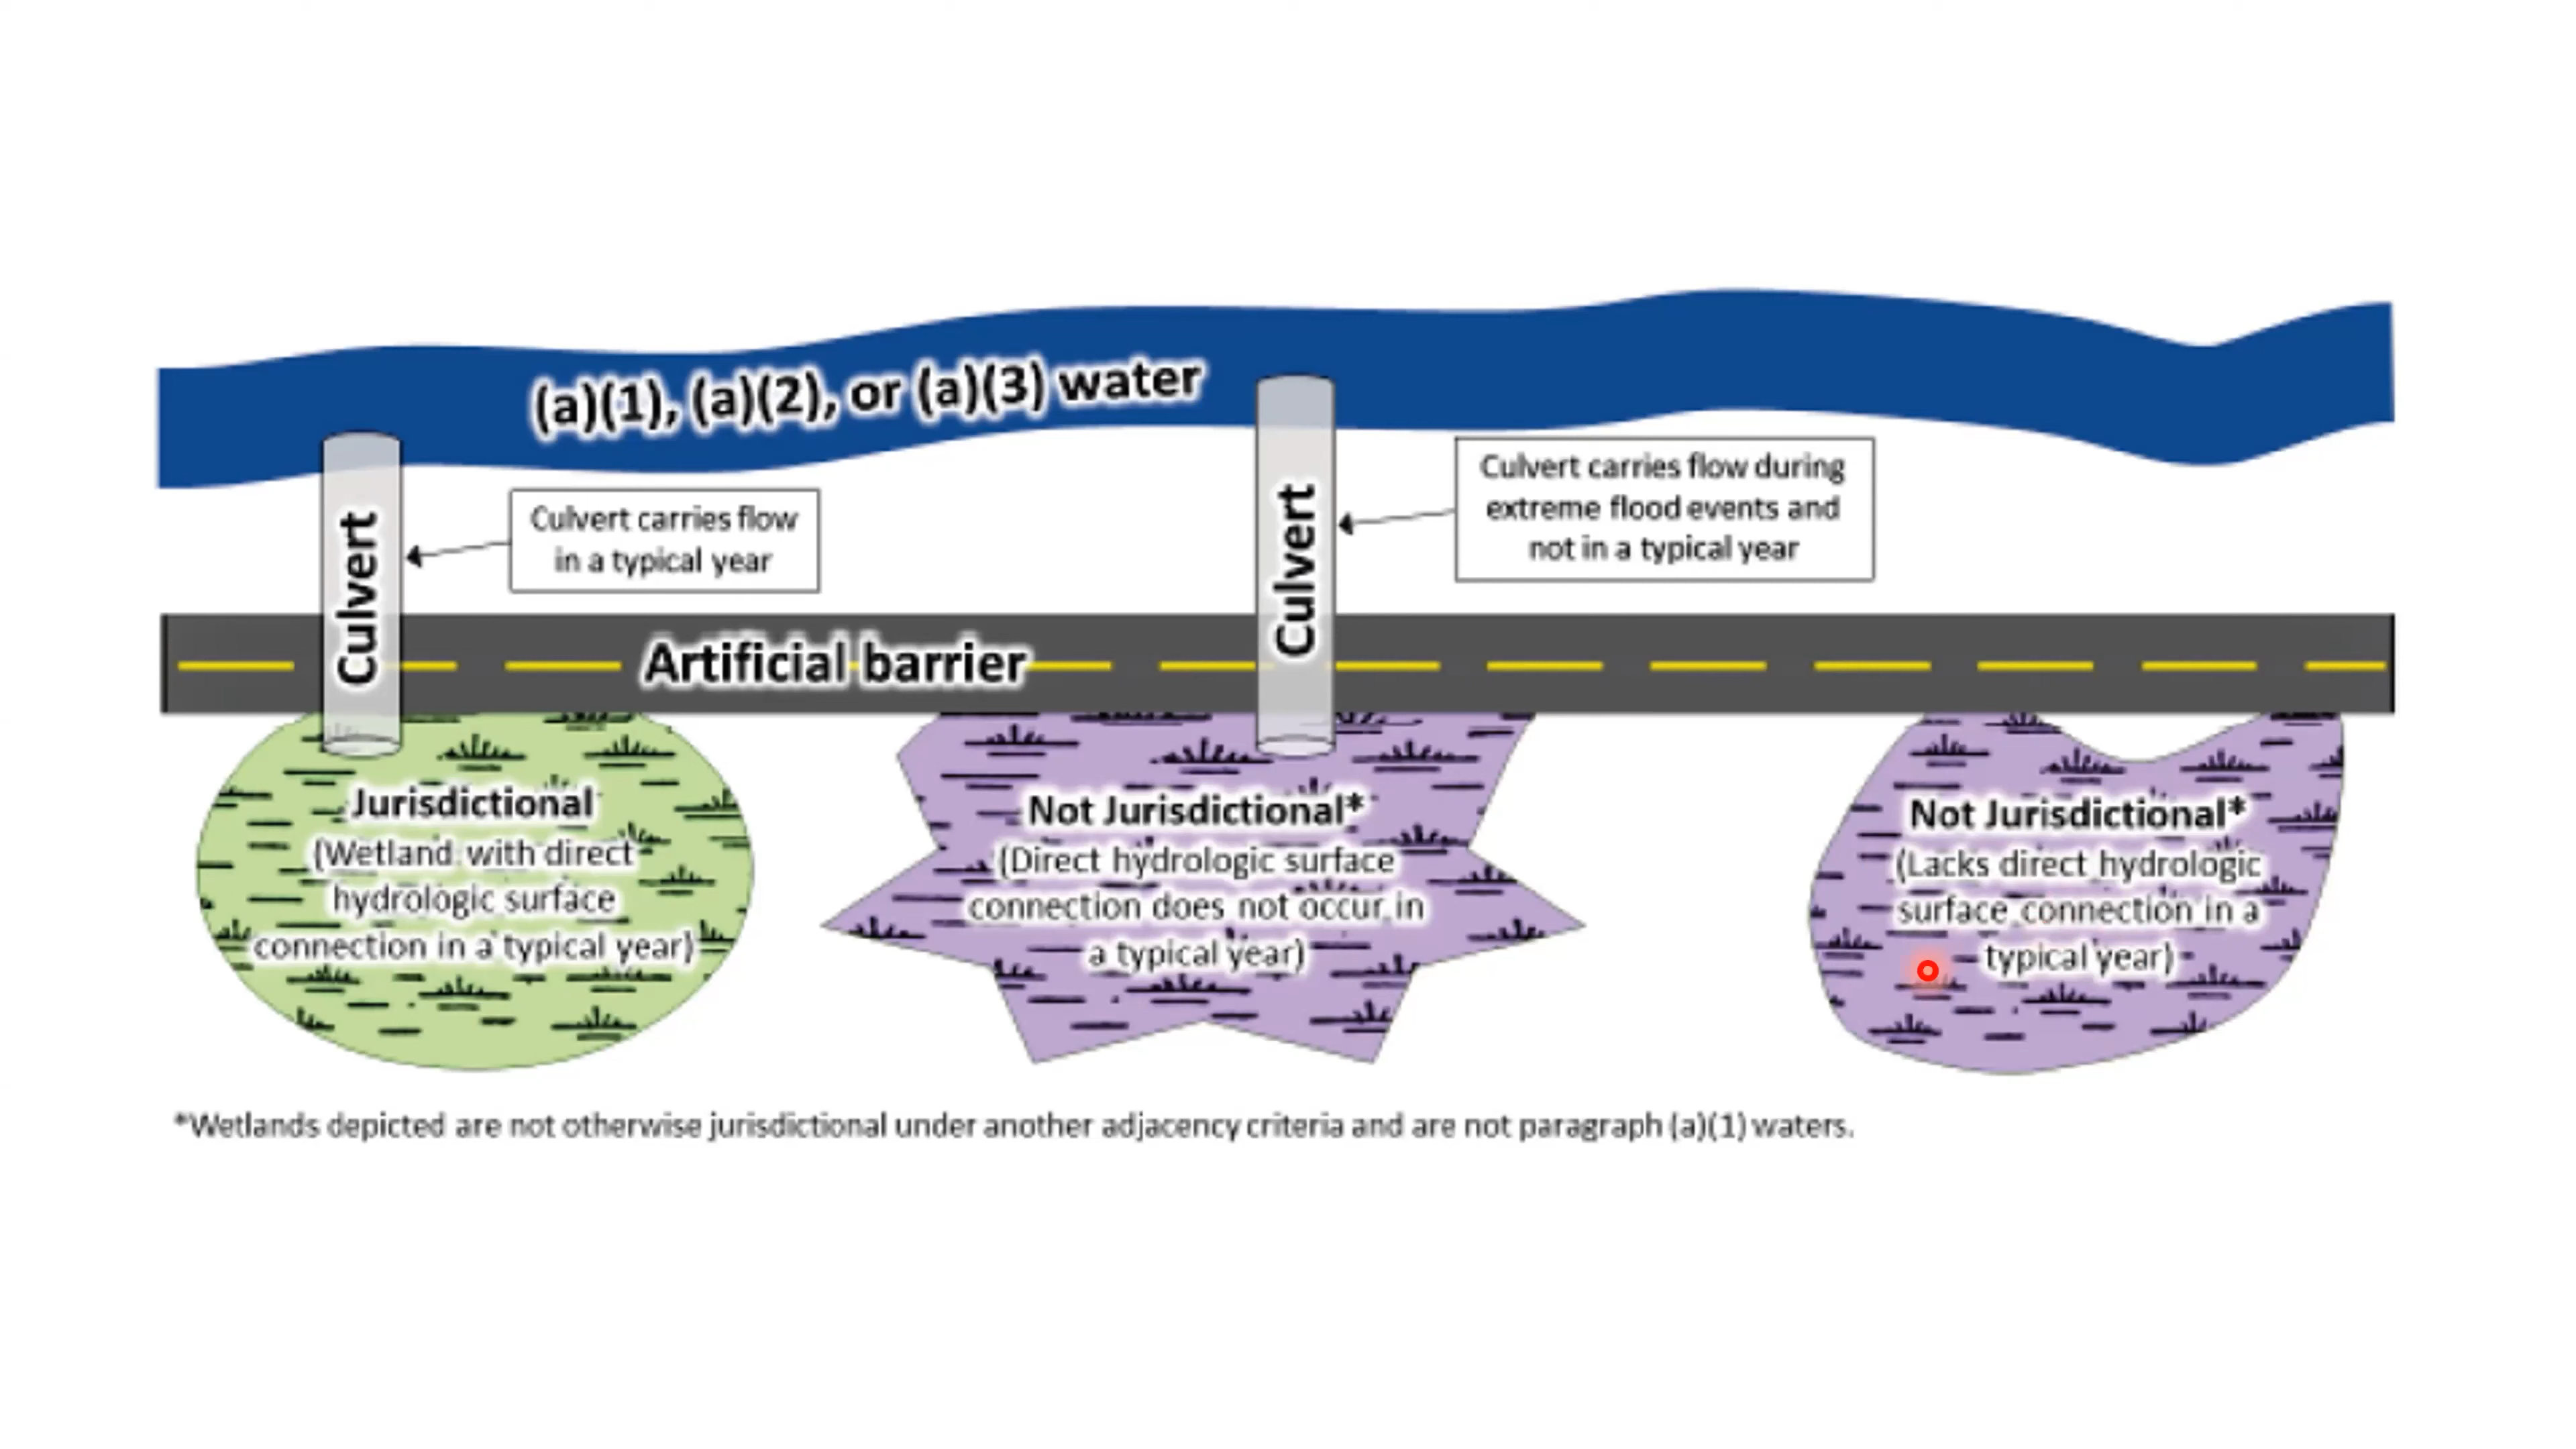 (a)(1), (a)(2), or (a)(3) water
Culvert
Culvert carries flow
in a typical year
Culvert
Culvert carries flow during
extreme flood events and
not in a typical year
Artificial barrier
Jurisdictional
(Wetland with direct
hydrologic surface
connection in a typical year)
Not Jurisdictional*
(Direct hydrologic surface
connection does not occur in
a typical year)
Not Jurisdictional*
(Lacks direct hydrologic
surface connection in a
typical year)
*Wetlands depicted are not otherwise jurisdictional under another adjacency criteria and are not paragraph (a)(1) waters.